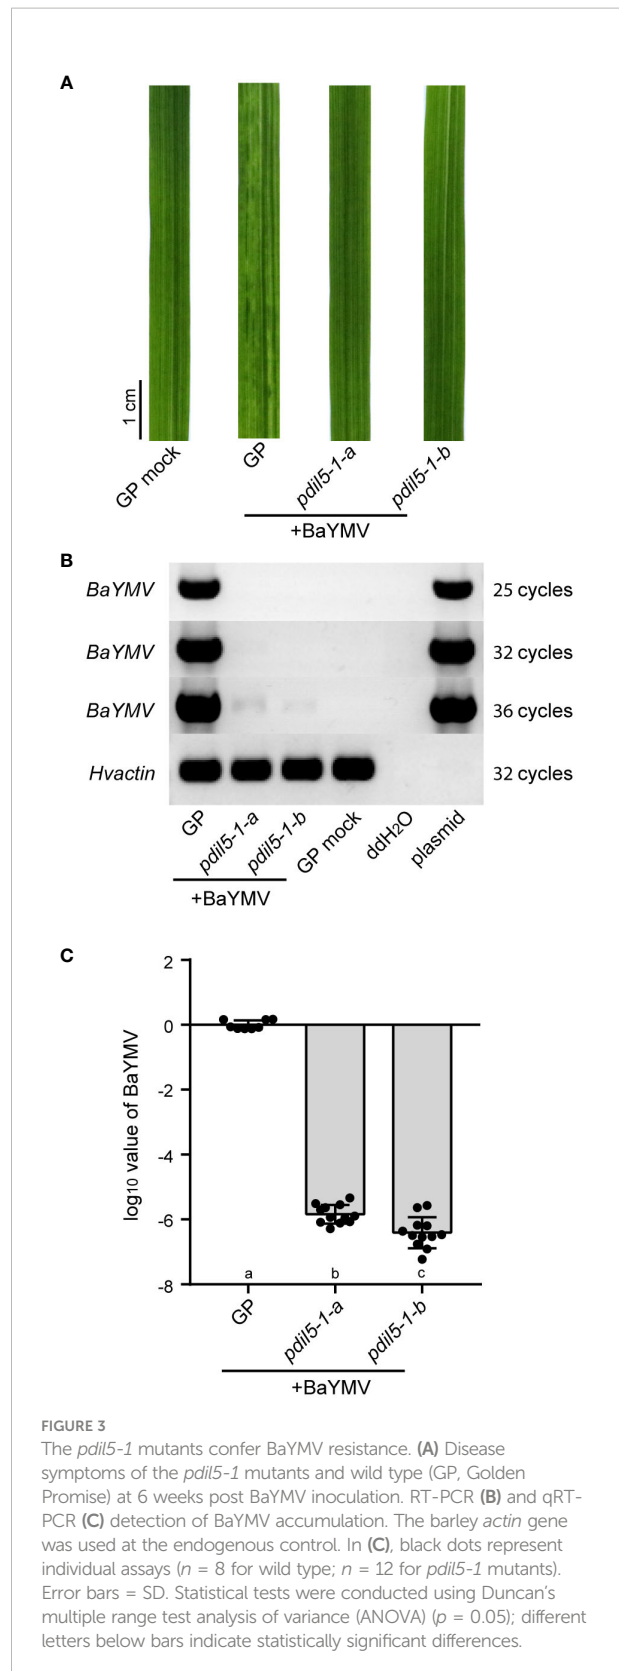 A
1 cm
GP mock
GP
pdil5-1-a
pdil5-1-b
+BaYMV
B
BaYMV
25 cycles
BaYMV
32 cycles
BaYMV
36 cycles
Hvactin
32 cycles
GP
pdil5-1-a
pdil5-1-b
GP mock
ddH2O
plasmid
+BaYMV
C
log10 value of BaYMV
2
0
-2
-4
-6
-8
a
b
c
GP
pdil5-1-a
pdil5-1-b
+BaYMV
FIGURE 3
The pdil5-1 mutants confer BaYMV resistance. (A) Disease
symptoms of the pdil5-1 mutants and wild type (GP, Golden
Promise) at 6 weeks post BaYMV inoculation. RT-PCR (B) and qRT-
PCR (C) detection of BaYMV accumulation. The barley actin gene
was used at the endogenous control. In (C), black dots represent
individual assays (n = 8 for wild type; n = 12 for pdil5-1 mutants).
Error bars = SD. Statistical tests were conducted using Duncan’s
multiple range test analysis of variance (ANOVA) (p = 0.05); different
letters below bars indicate statistically significant differences.